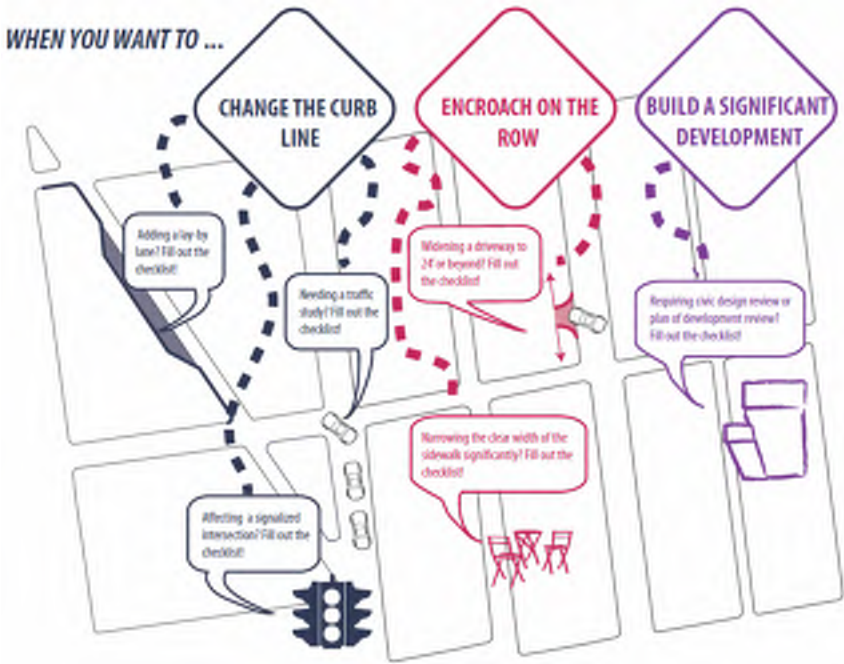 WHEN YOU WANT TO ...
CHANGE THE CURB
LINE
ENCROACH ON THE
ROW
BUILD A SIGNIFICANT
DEVELOPMENT
Adding a lay-by
lane? Fill out the
checklist!
Needing a traffic
study? Fill out the
checklist!
Affecting a signalized
intersection? Fill out the
checklist!
Widening a driveway to
24' or beyond? Fill out
the checklist!
Narrowing the clear width of the
sidewalk significantly? Fill out the
checklist!
Requiring civic design review or
plan of development review?
Fill out the checklist!